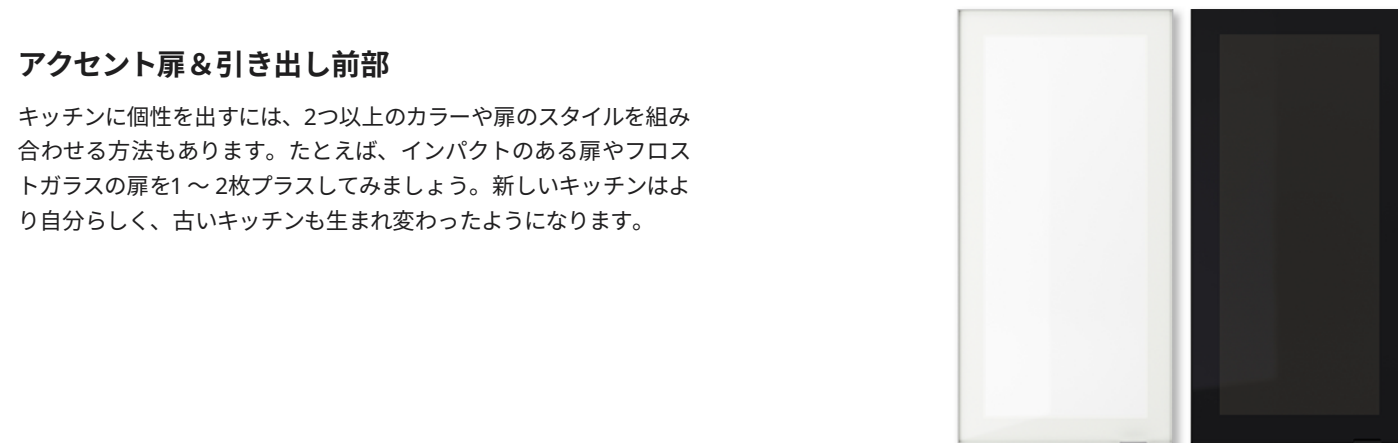 アクセント扉＆引き出し前部
キッチンに個性を出すには、2つ以上のカラーや扉のスタイルを組み
合わせる方法もあります。たとえば、インパクトのある扉やフロス
トガラスの扉を1 ～ 2枚プラスしてみましょう。新しいキッチンはよ
り自分らしく、古いキッチンも生まれ変わったようになります。